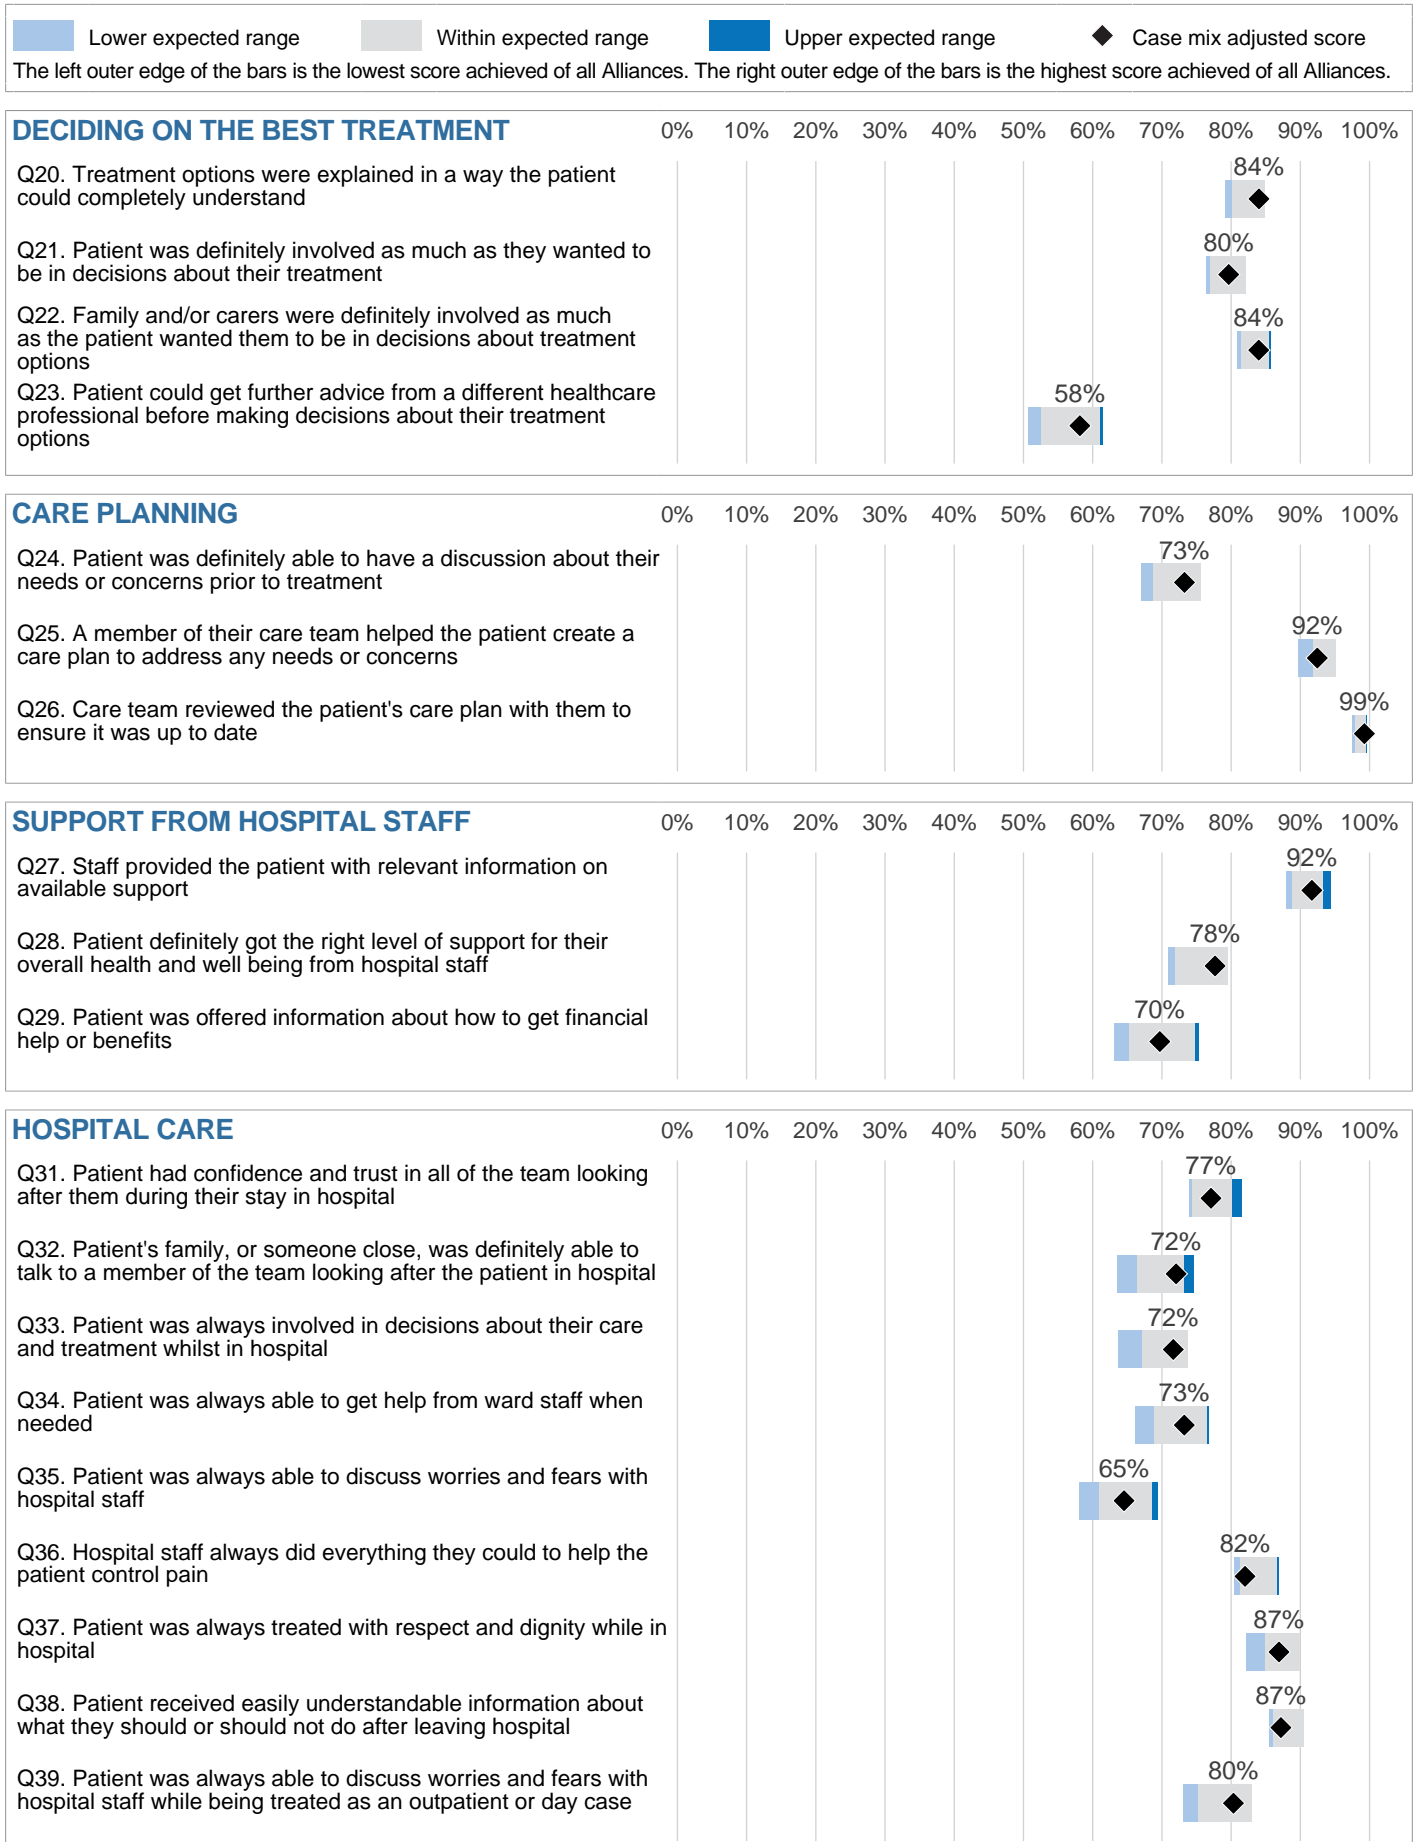 Lower expected range Within expected range Upper expected range Case mix adjusted score
The left outer edge of the bars is the lowest score achieved of all Alliances. The right outer edge of the bars is the highest score achieved of all Alliances.
DECIDING ON THE BEST TREATMENT 0% 10% 20% 30% 40% 50% 60% 70% 80% 90% 100%
84%
Q20. Treatment options were explained in a way the patient
could completely understand
80%
Q21. Patient was definitely involved as much as they wanted to
be in decisions about their treatment
84%
Q22. Family and/or carers were definitely involved as much
as the patient wanted them to be in decisions about treatment
options
58%
Q23. Patient could get further advice from a different healthcare
professional before making decisions about their treatment
options
CARE PLANNING 0% 10% 20% 30% 40% 50% 60% 70% 80% 90% 100%
73%
Q24. Patient was definitely able to have a discussion about their
needs or concerns prior to treatment
92%
Q25. A member of their care team helped the patient create a
care plan to address any needs or concerns
99%
Q26. Care team reviewed the patient's care plan with them to
ensure it was up to date
SUPPORT FROM HOSPITAL STAFF 0% 10% 20% 30% 40% 50% 60% 70% 80% 90% 100%
92%
Q27. Staff provided the patient with relevant information on
available support
78%
Q28. Patient definitely got the right level of support for their
overall health and well being from hospital staff
70%
Q29. Patient was offered information about how to get financial
help or benefits
HOSPITAL CARE 0% 10% 20% 30% 40% 50% 60% 70% 80% 90% 100%
77%
Q31. Patient had confidence and trust in all of the team looking
after them during their stay in hospital
72%
Q32. Patient's family, or someone close, was definitely able to
talk to a member of the team looking after the patient in hospital
72%
Q33. Patient was always involved in decisions about their care
and treatment whilst in hospital
73%
Q34. Patient was always able to get help from ward staff when
needed
65%
Q35. Patient was always able to discuss worries and fears with
hospital staff
82%
Q36. Hospital staff always did everything they could to help the
patient control pain
87%
Q37. Patient was always treated with respect and dignity while in
hospital
87%
Q38. Patient received easily understandable information about
what they should or should not do after leaving hospital
80%
Q39. Patient was always able to discuss worries and fears with
hospital staff while being treated as an outpatient or day case